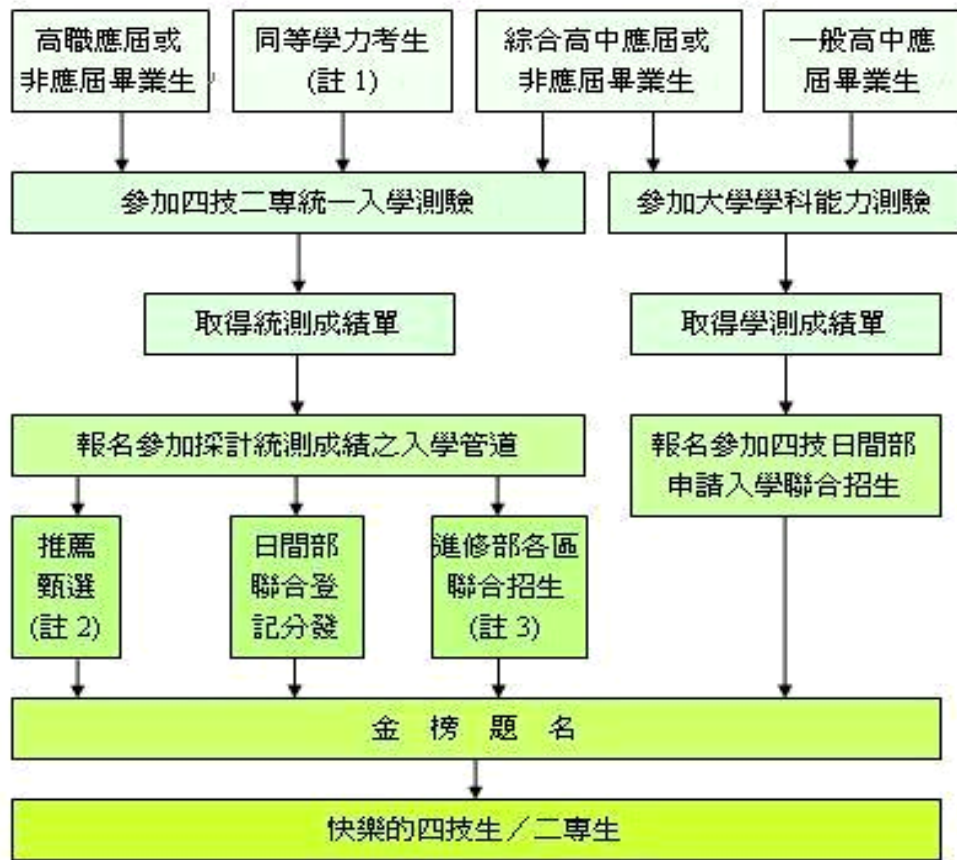 高職應屆或
非應屆畢業生
同等學力考生
(註 1)
綜合高中應屆或
非應屆畢業生
一般高中應
屆畢業生
參加四技二專統一入學測驗
參加大學學科能力測驗
取得統測成績單
取得學測成績單
報名參加採計統測成績之入學管道
報名參加四技日間部
申請入學聯合招生
推薦
甄選
(註 2)
日間部
聯合登
記分發
進修部各區
聯合招生
(註 3)
金 榜 題 名
快樂的四技生／二專生